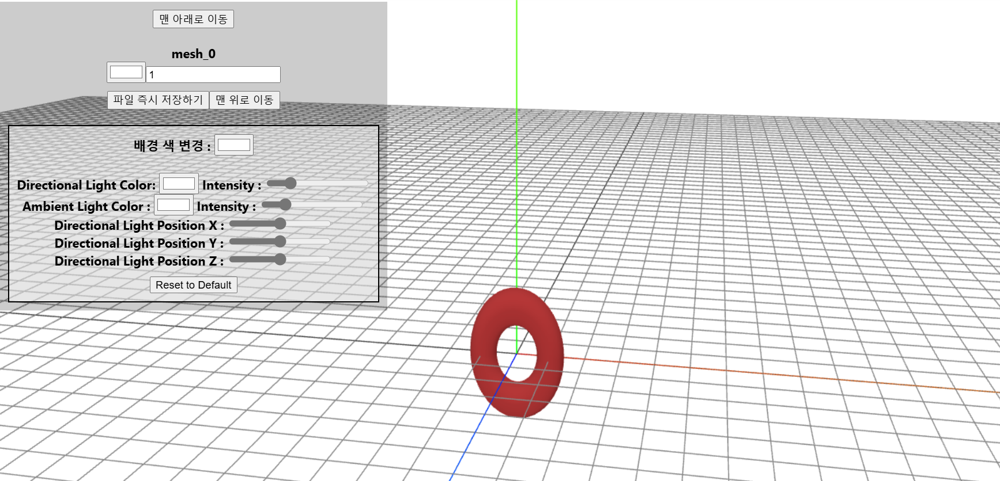 맨 아래로 이동
mesh_0
1
파일 즉시 저장하기 맨 위로 이동
배경 색 변경 :
Directional Light Color: Intensity :
Ambient Light Color : Intensity :
Directional Light Position X :
Directional Light Position Y :
Directional Light Position Z :
Reset to Default